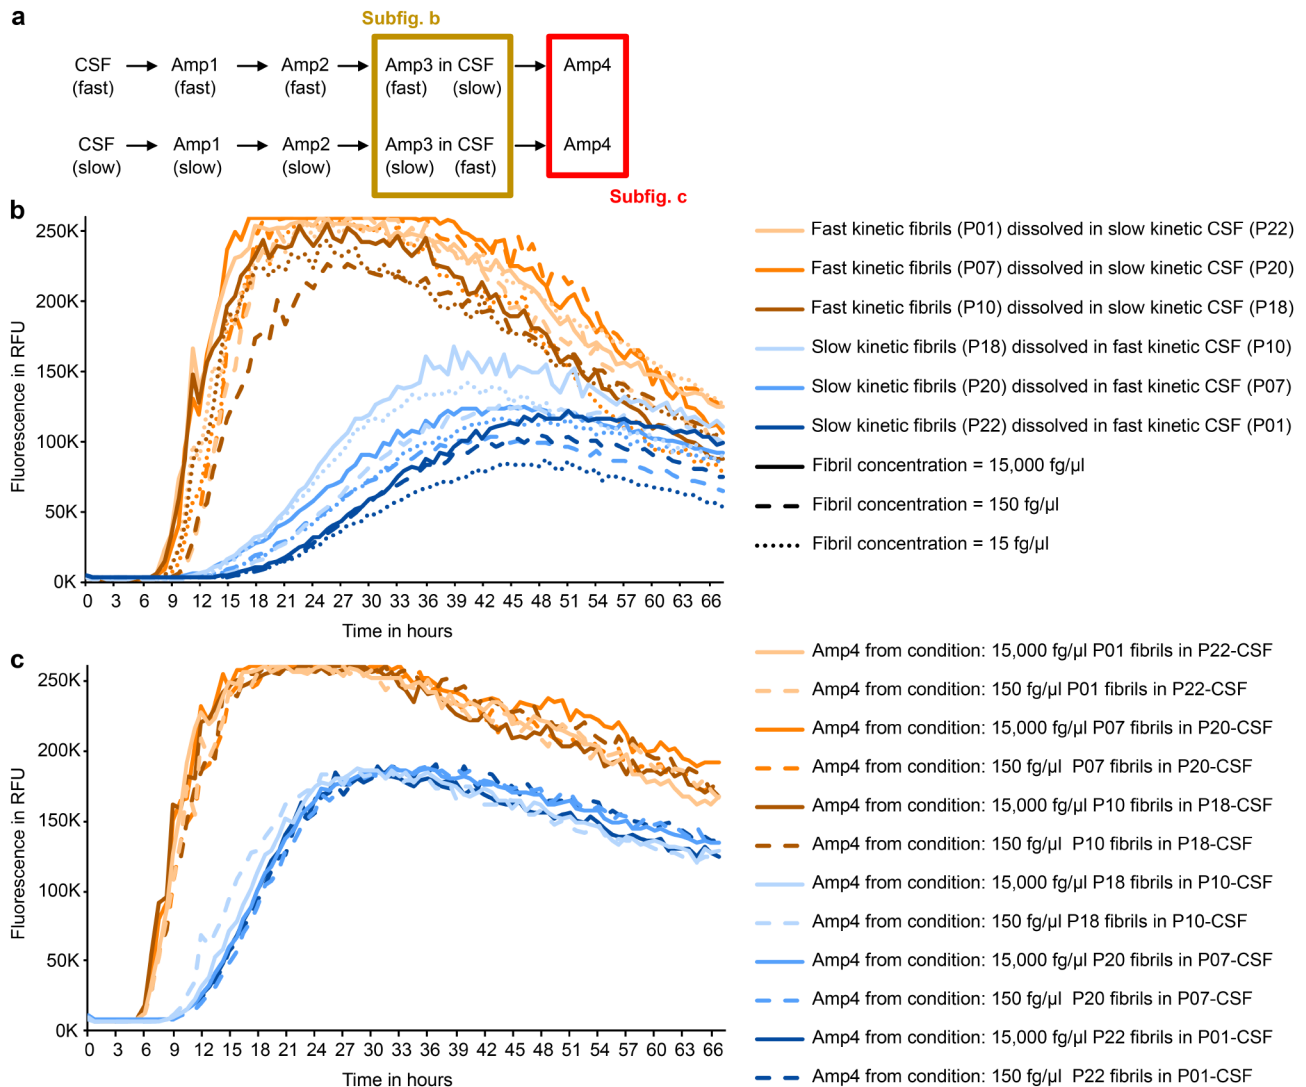 a
Subfig. b
CSF → Amp1 → Amp2 → Amp3 in CSF → Amp4
(fast) (fast) (fast) (fast) (slow)
CSF → Amp1 → Amp2 → Amp3 in CSF → Amp4
(slow) (slow) (slow) (slow) (fast)
Subfig. c
b
Fluorescence in RFU
250K
200K
150K
100K
50K
0K
0 3 6 9 12 15 18 21 24 27 30 33 36 39 42 45 48 51 54 57 60 63 66
Time in hours
Fast kinetic fibrils (P01) dissolved in slow kinetic CSF (P22)
Fast kinetic fibrils (P07) dissolved in slow kinetic CSF (P20)
Fast kinetic fibrils (P10) dissolved in slow kinetic CSF (P18)
Slow kinetic fibrils (P18) dissolved in fast kinetic CSF (P10)
Slow kinetic fibrils (P20) dissolved in fast kinetic CSF (P07)
Slow kinetic fibrils (P22) dissolved in fast kinetic CSF (P01)
Fibril concentration = 15,000 fg/µl
Fibril concentration = 150 fg/µl
Fibril concentration = 15 fg/µl
c
Fluorescence in RFU
250K
200K
150K
100K
50K
0K
0 3 6 9 12 15 18 21 24 27 30 33 36 39 42 45 48 51 54 57 60 63 66
Time in hours
Amp4 from condition: 15,000 fg/µl P01 fibrils in P22-CSF
Amp4 from condition: 150 fg/µl P01 fibrils in P22-CSF
Amp4 from condition: 15,000 fg/µl P07 fibrils in P20-CSF
Amp4 from condition: 150 fg/µl P07 fibrils in P20-CSF
Amp4 from condition: 15,000 fg/µl P10 fibrils in P18-CSF
Amp4 from condition: 150 fg/µl P10 fibrils in P18-CSF
Amp4 from condition: 15,000 fg/µl P18 fibrils in P10-CSF
Amp4 from condition: 150 fg/µl P18 fibrils in P10-CSF
Amp4 from condition: 15,000 fg/µl P20 fibrils in P07-CSF
Amp4 from condition: 150 fg/µl P20 fibrils in P07-CSF
Amp4 from condition: 15,000 fg/µl P22 fibrils in P01-CSF
Amp4 from condition: 150 fg/µl P22 fibrils in P01-CSF